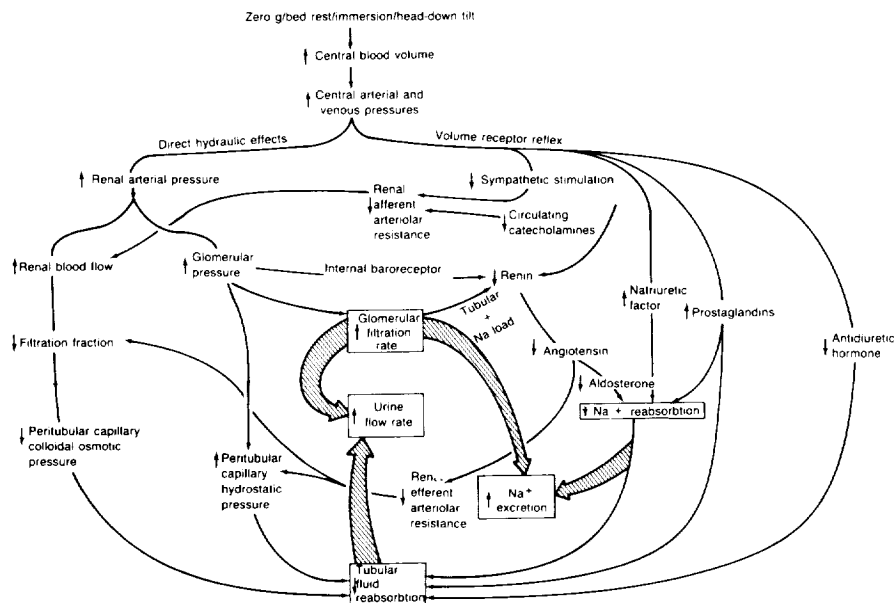 Zero g/bed rest/immersion/head-down tilt
↑ Central blood volume
↑ Central arterial and
venous pressures
Direct hydraulic effects
Volume receptor reflex
↑ Renal arterial pressure
↓ Sympathetic stimulation
Renal
afferent
↓ arteriolar
resistance
↓ Circulating
catecholamines
↑ Renal blood flow
↑ Glomerular
pressure
Internal baroreceptor
↓ Renin
Tubular
+
Na load
↑ Natriuretic
factor
↑ Prostaglandins
↓ Filtration fraction
Glomerular
↑ filtration
rate
↓ Angiotensin
↓ Antidiuretic
hormone
↓ Aldosterone
↑ Na + reabsorbtion
↑ Urine
flow rate
↓ Peritubular capillary
colloidal osmotic
pressure
↑ Peritubular
capillary
hydrostatic
pressure
efferent
↓ arteriolar
resistance
↑ Na+
excretion
Tubular
↓ fluid
reabsorbtion